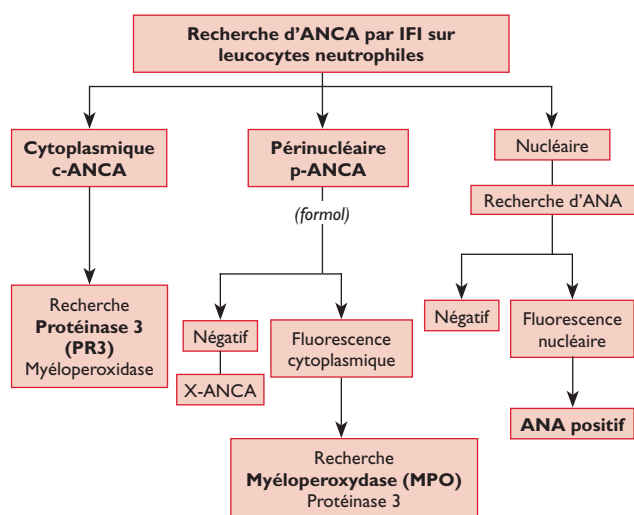 Recherche d'ANCA par IFI sur
leucocytes neutrophiles
Cytoplasmique
c-ANCA
Périnucléaire
p-ANCA
Nucléaire
(formol)
Recherche d'ANA
Recherche
Protéinase 3
(PR3)
Myéloperoxidase
Négatif
X-ANCA
Fluorescence
cytoplasmique
Négatif
Fluorescence
nucléaire
ANA positif
Recherche
Myéloperoxydase (MPO)
Protéinase 3